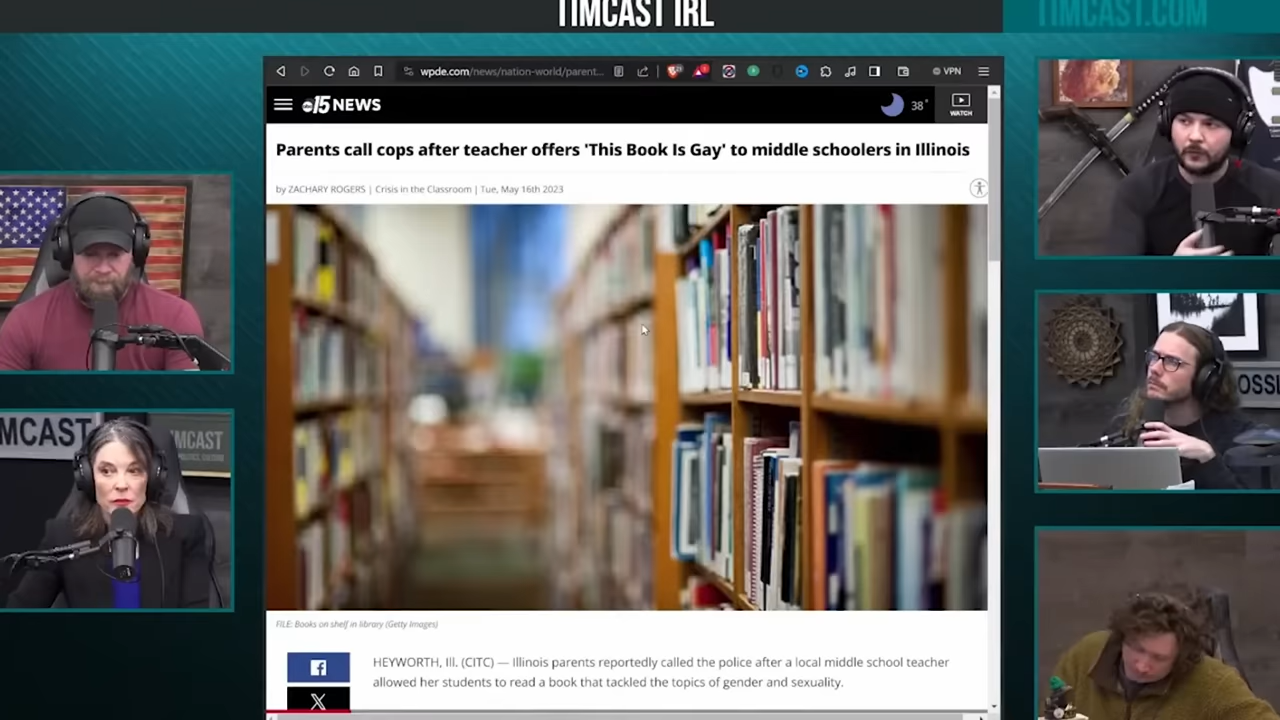 TIMCAST IRL
TIMCAST.COM
wpde.com/news/nation-world/parent...
VPN
15 NEWS
38°
WATCH
Parents call cops after teacher offers 'This Book Is Gay' to middle schoolers in Illinois
by ZACHARY ROGERS | Crisis in the Classroom | Tue, May 16th 2023
MCAST
TIMCAST
OSSI
FILE: Books on shelf in library (Getty Images)
HEYWORTH, Ill. (CITC) — Illinois parents reportedly called the police after a local middle school teacher
allowed her students to read a book that tackled the topics of gender and sexuality.